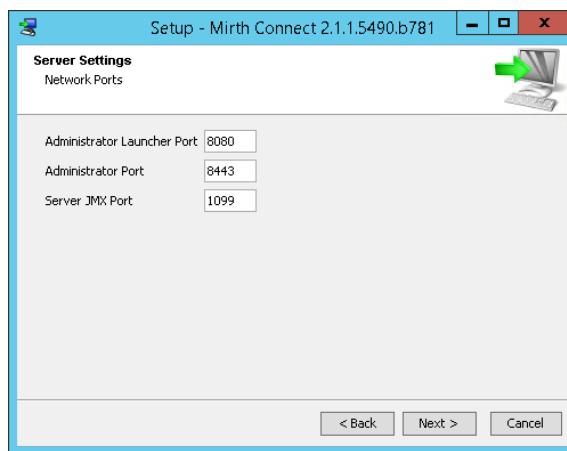 Setup - Mirth Connect 2.1.1.5490.b781
Server Settings
Network Ports
Administrator Launcher Port 8080
Administrator Port 8443
Server JMX Port 1099
< Back Next > Cancel